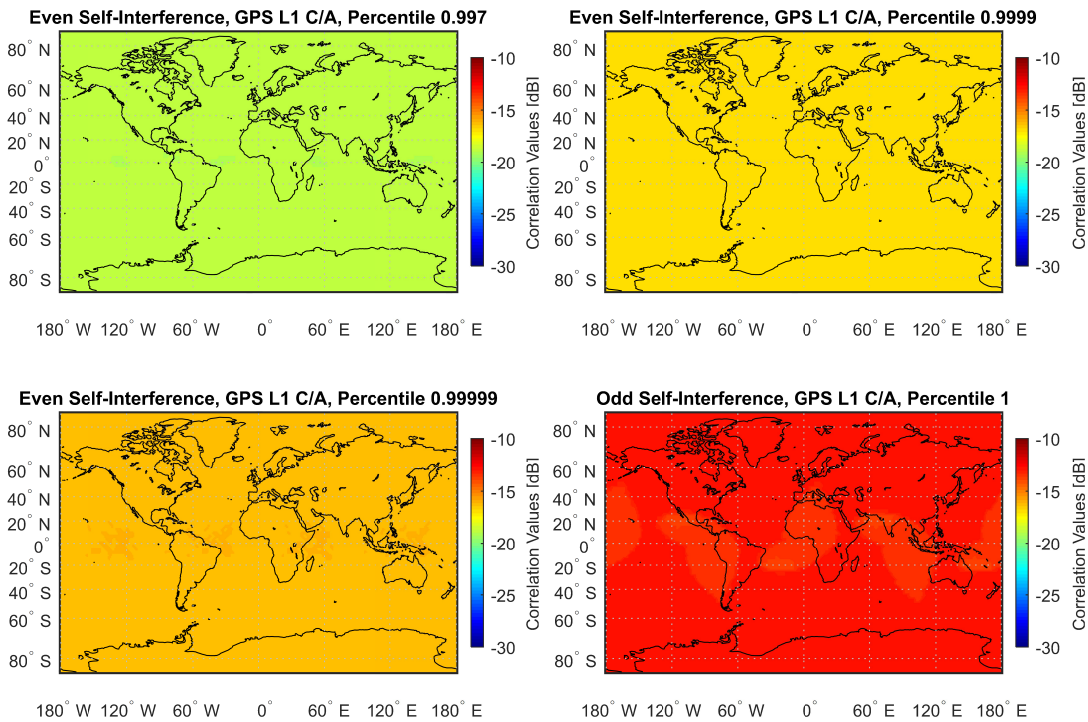 Even Self-Interference, GPS L1 C/A, Percentile 0.997
80° N
60° N
40° N
20° N
0°
20° S
40° S
60° S
80° S
180° W 120° W 60° W 0° 60° E 120° E 180° E
-10
-15
-20
-25
-30
Correlation Values [dB]
Even Self-Interference, GPS L1 C/A, Percentile 0.9999
80° N
60° N
40° N
20° N
0°
20° S
40° S
60° S
80° S
180° W 120° W 60° W 0° 60° E 120° E 180° E
-10
-15
-20
-25
-30
Correlation Values [dB]
Even Self-Interference, GPS L1 C/A, Percentile 0.99999
80° N
60° N
40° N
20° N
0°
20° S
40° S
60° S
80° S
180° W 120° W 60° W 0° 60° E 120° E 180° E
-10
-15
-20
-25
-30
Correlation Values [dB]
Odd Self-Interference, GPS L1 C/A, Percentile 1
80° N
60° N
40° N
20° N
0°
20° S
40° S
60° S
80° S
180° W 120° W 60° W 0° 60° E 120° E 180° E
-10
-15
-20
-25
-30
Correlation Values [dB]